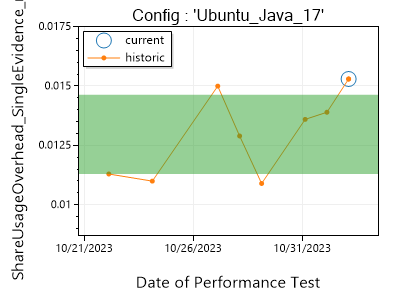 Config : 'Ubuntu_Java_17'
current
historic
0.0175
0.015
0.0125
0.01
10/21/2023
10/26/2023
10/31/2023
Date of Performance Test
ShareUsageOverhead_SingleEvidence_